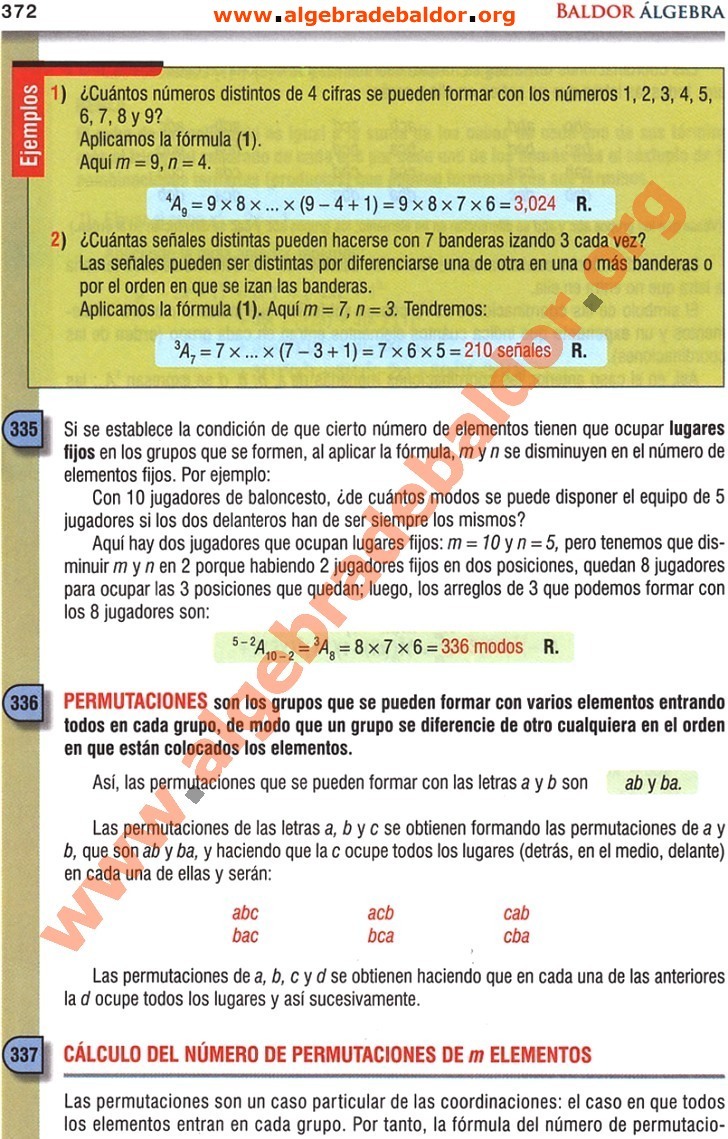 372
www.algebradebaldor.org
BALDOR ÁLGEBRA
Ejemplos
1) ¿Cuántos números distintos de 4 cifras se pueden formar con los números 1, 2, 3, 4, 5,
6, 7, 8 y 9?
Aplicamos la fórmula (1).
Aquí m = 9, n = 4.
⁴A₉ = 9 × 8 × ... × (9 – 4 + 1) = 9 × 8 × 7 × 6 = 3,024 R.
2) ¿Cuántas señales distintas pueden hacerse con 7 banderas izando 3 cada vez?
Las señales pueden ser distintas por diferenciarse una de otra en una o más banderas o
por el orden en que se izan las banderas.
Aplicamos la fórmula (1). Aquí m = 7, n = 3. Tendremos:
³A₇ = 7 × ... × (7 – 3 + 1) = 7 × 6 × 5 = 210 señales R.
335
Si se establece la condición de que cierto número de elementos tienen que ocupar lugares
fijos en los grupos que se formen, al aplicar la fórmula, m y n se disminuyen en el número de
elementos fijos. Por ejemplo:
Con 10 jugadores de baloncesto, ¿de cuántos modos se puede disponer el equipo de 5
jugadores si los dos delanteros han de ser siempre los mismos?
Aquí hay dos jugadores que ocupan lugares fijos: m = 10 y n = 5, pero tenemos que dis-
minuir m y n en 2 porque habiendo 2 jugadores fijos en dos posiciones, quedan 8 jugadores
para ocupar las 3 posiciones que quedan; luego, los arreglos de 3 que podemos formar con
los 8 jugadores son:
⁵⁻²A₁₀₋₂ = ³A₈ = 8 × 7 × 6 = 336 modos R.
336
PERMUTACIONES son los grupos que se pueden formar con varios elementos entrando
todos en cada grupo, de modo que un grupo se diferencie de otro cualquiera en el orden
en que están colocados los elementos.
Así, las permutaciones que se pueden formar con las letras a y b son ab y ba.
Las permutaciones de las letras a, b y c se obtienen formando las permutaciones de a y
b, que son ab y ba, y haciendo que la c ocupe todos los lugares (detrás, en el medio, delante)
en cada una de ellas y serán:
abc acb cab
bac bca cba
Las permutaciones de a, b, c y d se obtienen haciendo que en cada una de las anteriores
la d ocupe todos los lugares y así sucesivamente.
337
CÁLCULO DEL NÚMERO DE PERMUTACIONES DE m ELEMENTOS
Las permutaciones son un caso particular de las coordinaciones: el caso en que todos
los elementos entran en cada grupo. Por tanto, la fórmula del número de permutacio-
www.algebradebaldor.org